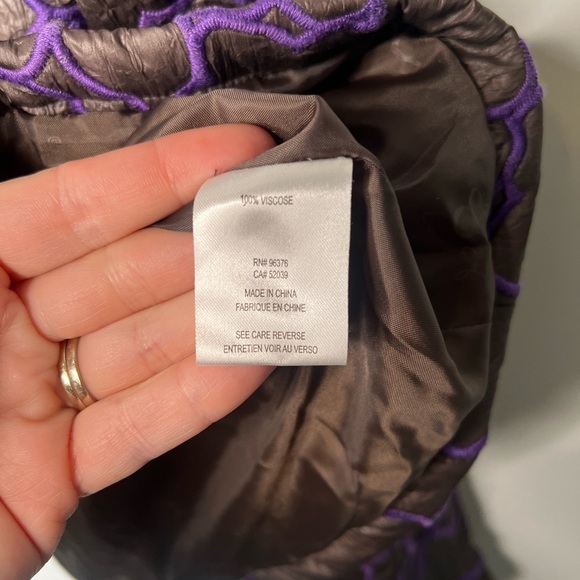 100% VISCOSE
RN# 96376
CA# 52039
MADE IN CHINA
FABRIQUE EN CHINE
SEE CARE REVERSE
ENTRETIEN VOIR AU VERSO